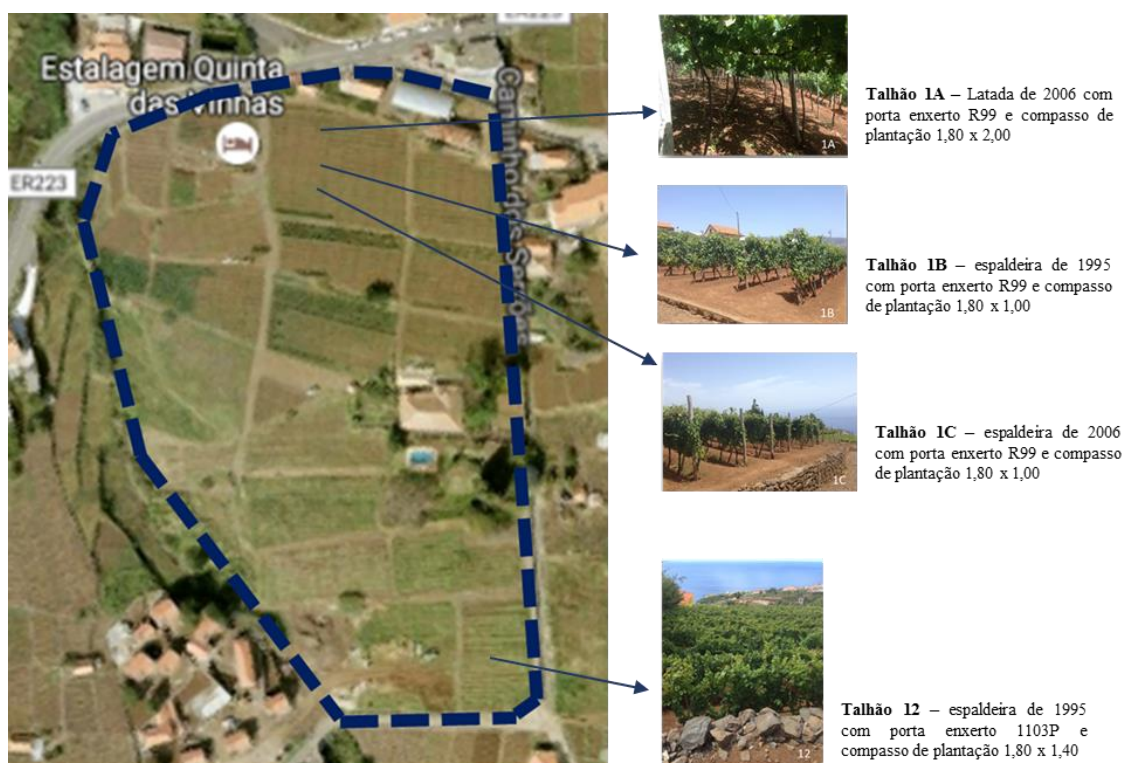 ER223
Estalagem Quinta
das Vinhas
Caminho
ER223
1A
Talhão 1A – Latada de 2006 com
porta enxerto R99 e compasso de
plantação 1,80 x 2,00
1B
Talhão 1B – espaldeira de 1995
com porta enxerto R99 e compasso
de plantação 1,80 x 1,00
1C
Talhão 1C – espaldeira de 2006
com porta enxerto R99 e compasso
de plantação 1,80 x 1,00
12
Talhão 12 – espaldeira de 1995
com porta enxerto 1103P e
compasso de plantação 1,80 x 1,40